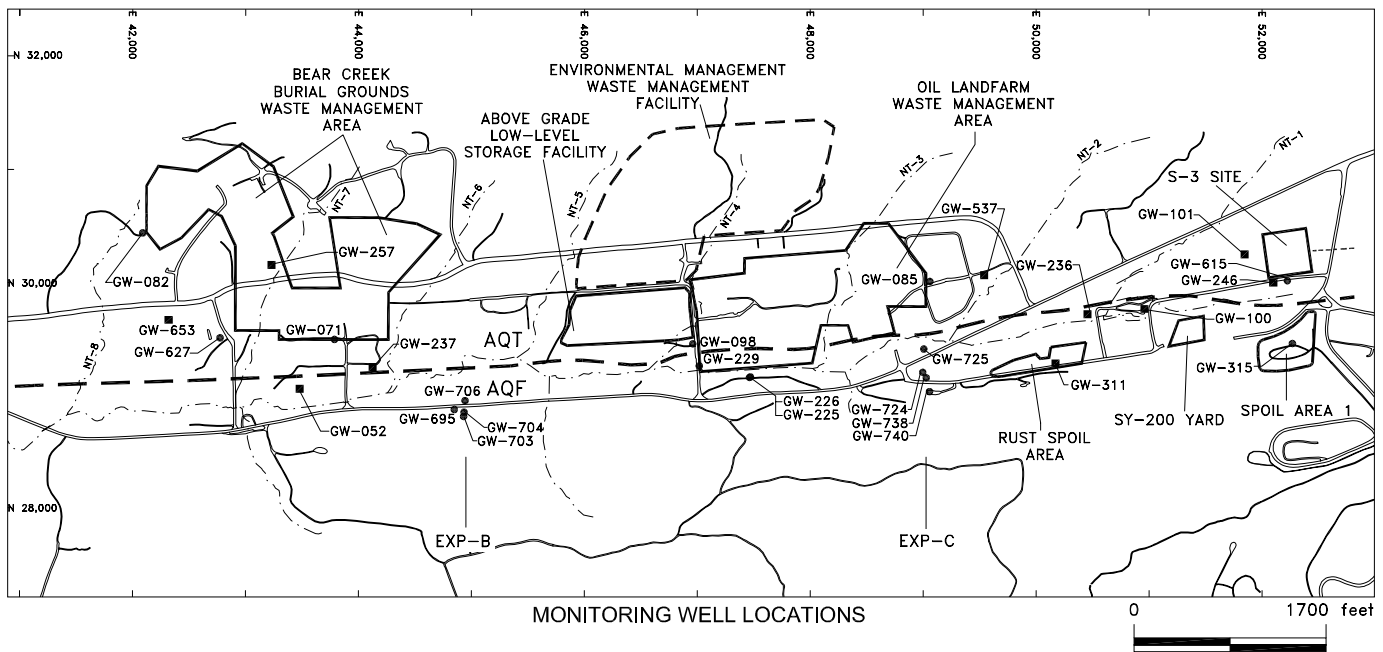 E 42,000
E 44,000
E 46,000
E 48,000
E 50,000
E 52,000
N 32,000
N 30,000
N 28,000
BEAR CREEK
BURIAL GROUNDS
WASTE MANAGEMENT
AREA
ABOVE GRADE
LOW-LEVEL
STORAGE FACILITY
ENVIRONMENTAL MANAGEMENT
WASTE MANAGEMENT
FACILITY
OIL LANDFARM
WASTE MANAGEMENT
AREA
S-3 SITE
NT-8
NT-7
NT-6
NT-5
NT-4
NT-3
NT-2
NT-1
GW-082
GW-257
GW-653
GW-627
GW-071
GW-237
GW-052
GW-706
GW-695
GW-704
GW-703
AQT
AQF
GW-098
GW-229
GW-226
GW-225
GW-085
GW-537
GW-236
GW-725
GW-724
GW-738
GW-740
GW-101
GW-615
GW-246
GW-100
GW-311
GW-315
RUST SPOIL
AREA
SY-200 YARD
SPOIL AREA 1
EXP-B
EXP-C
MONITORING WELL LOCATIONS
0 1700 feet